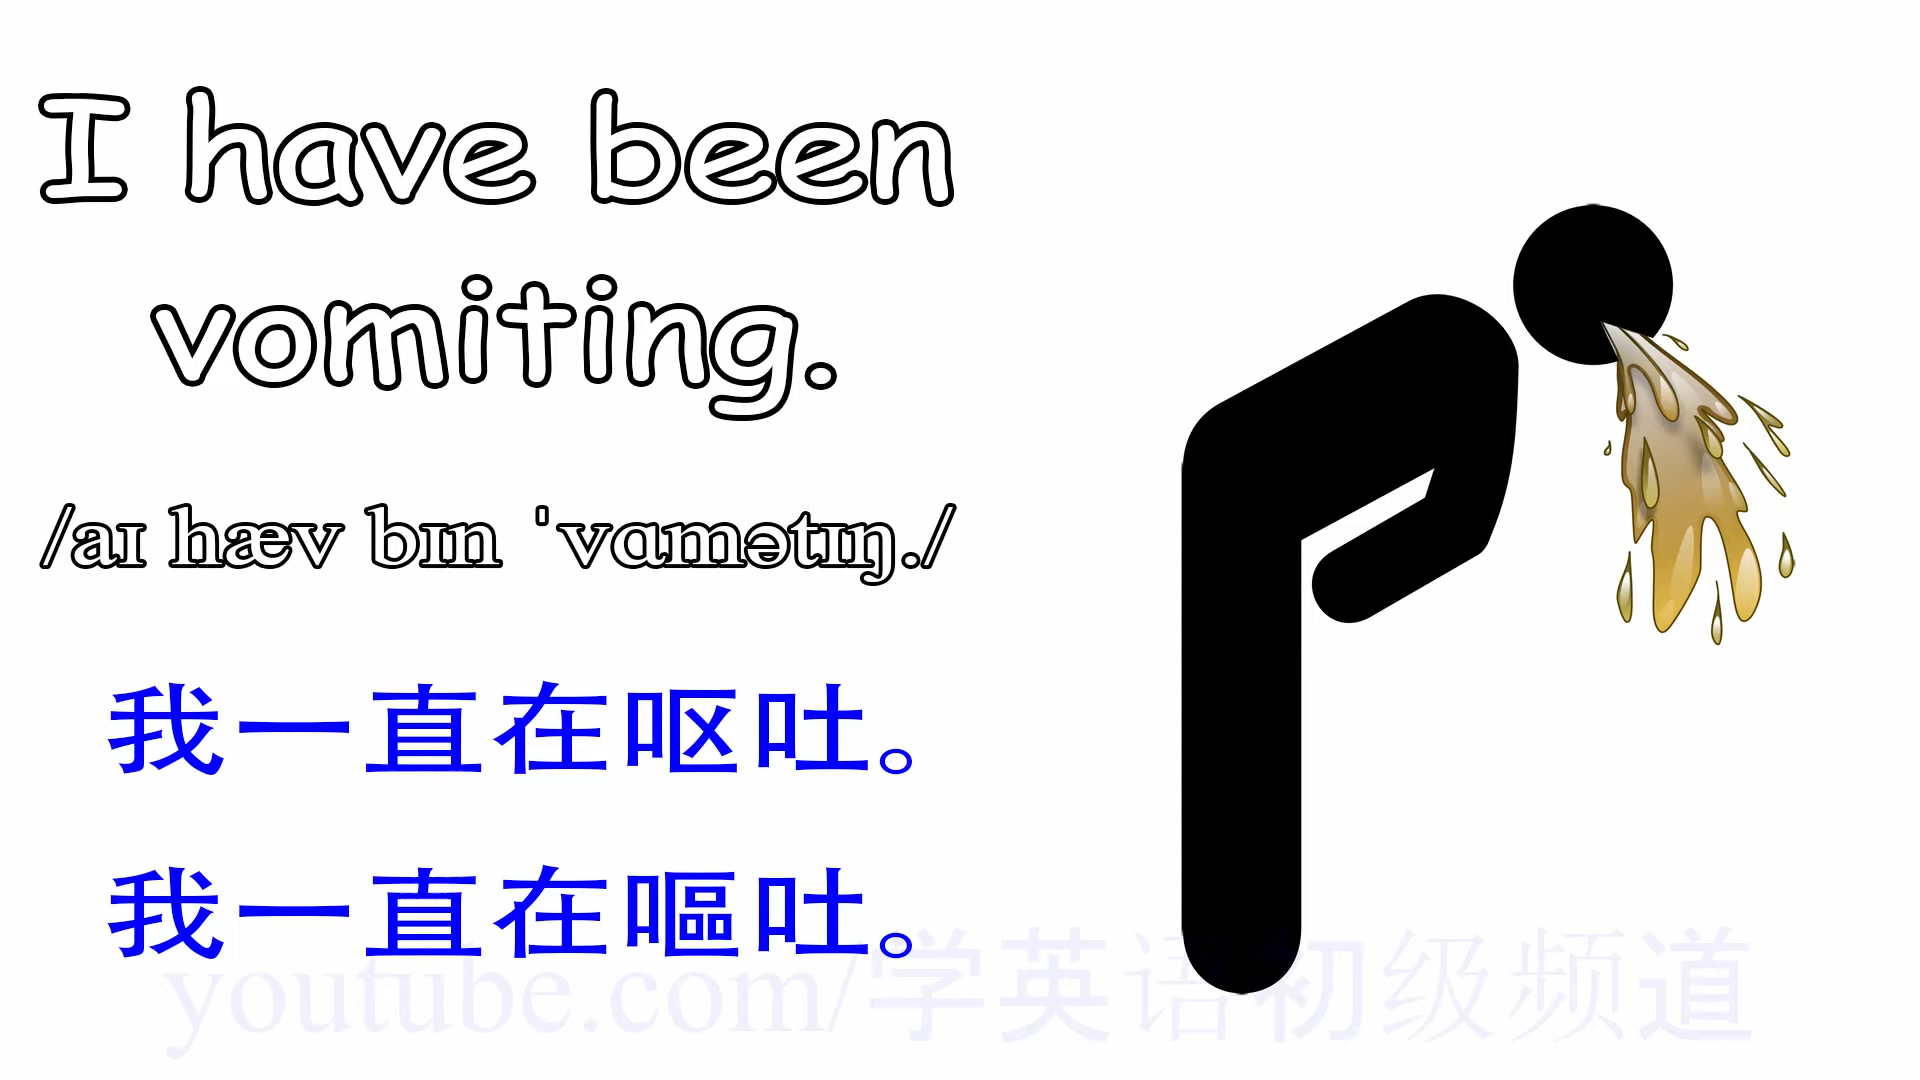 I have been
vomiting.
/aɪ hæv bɪn ˈvɑmətɪŋ./
我一直在呕吐。
我一直在嘔吐。
youtube.com/学英语初级频道